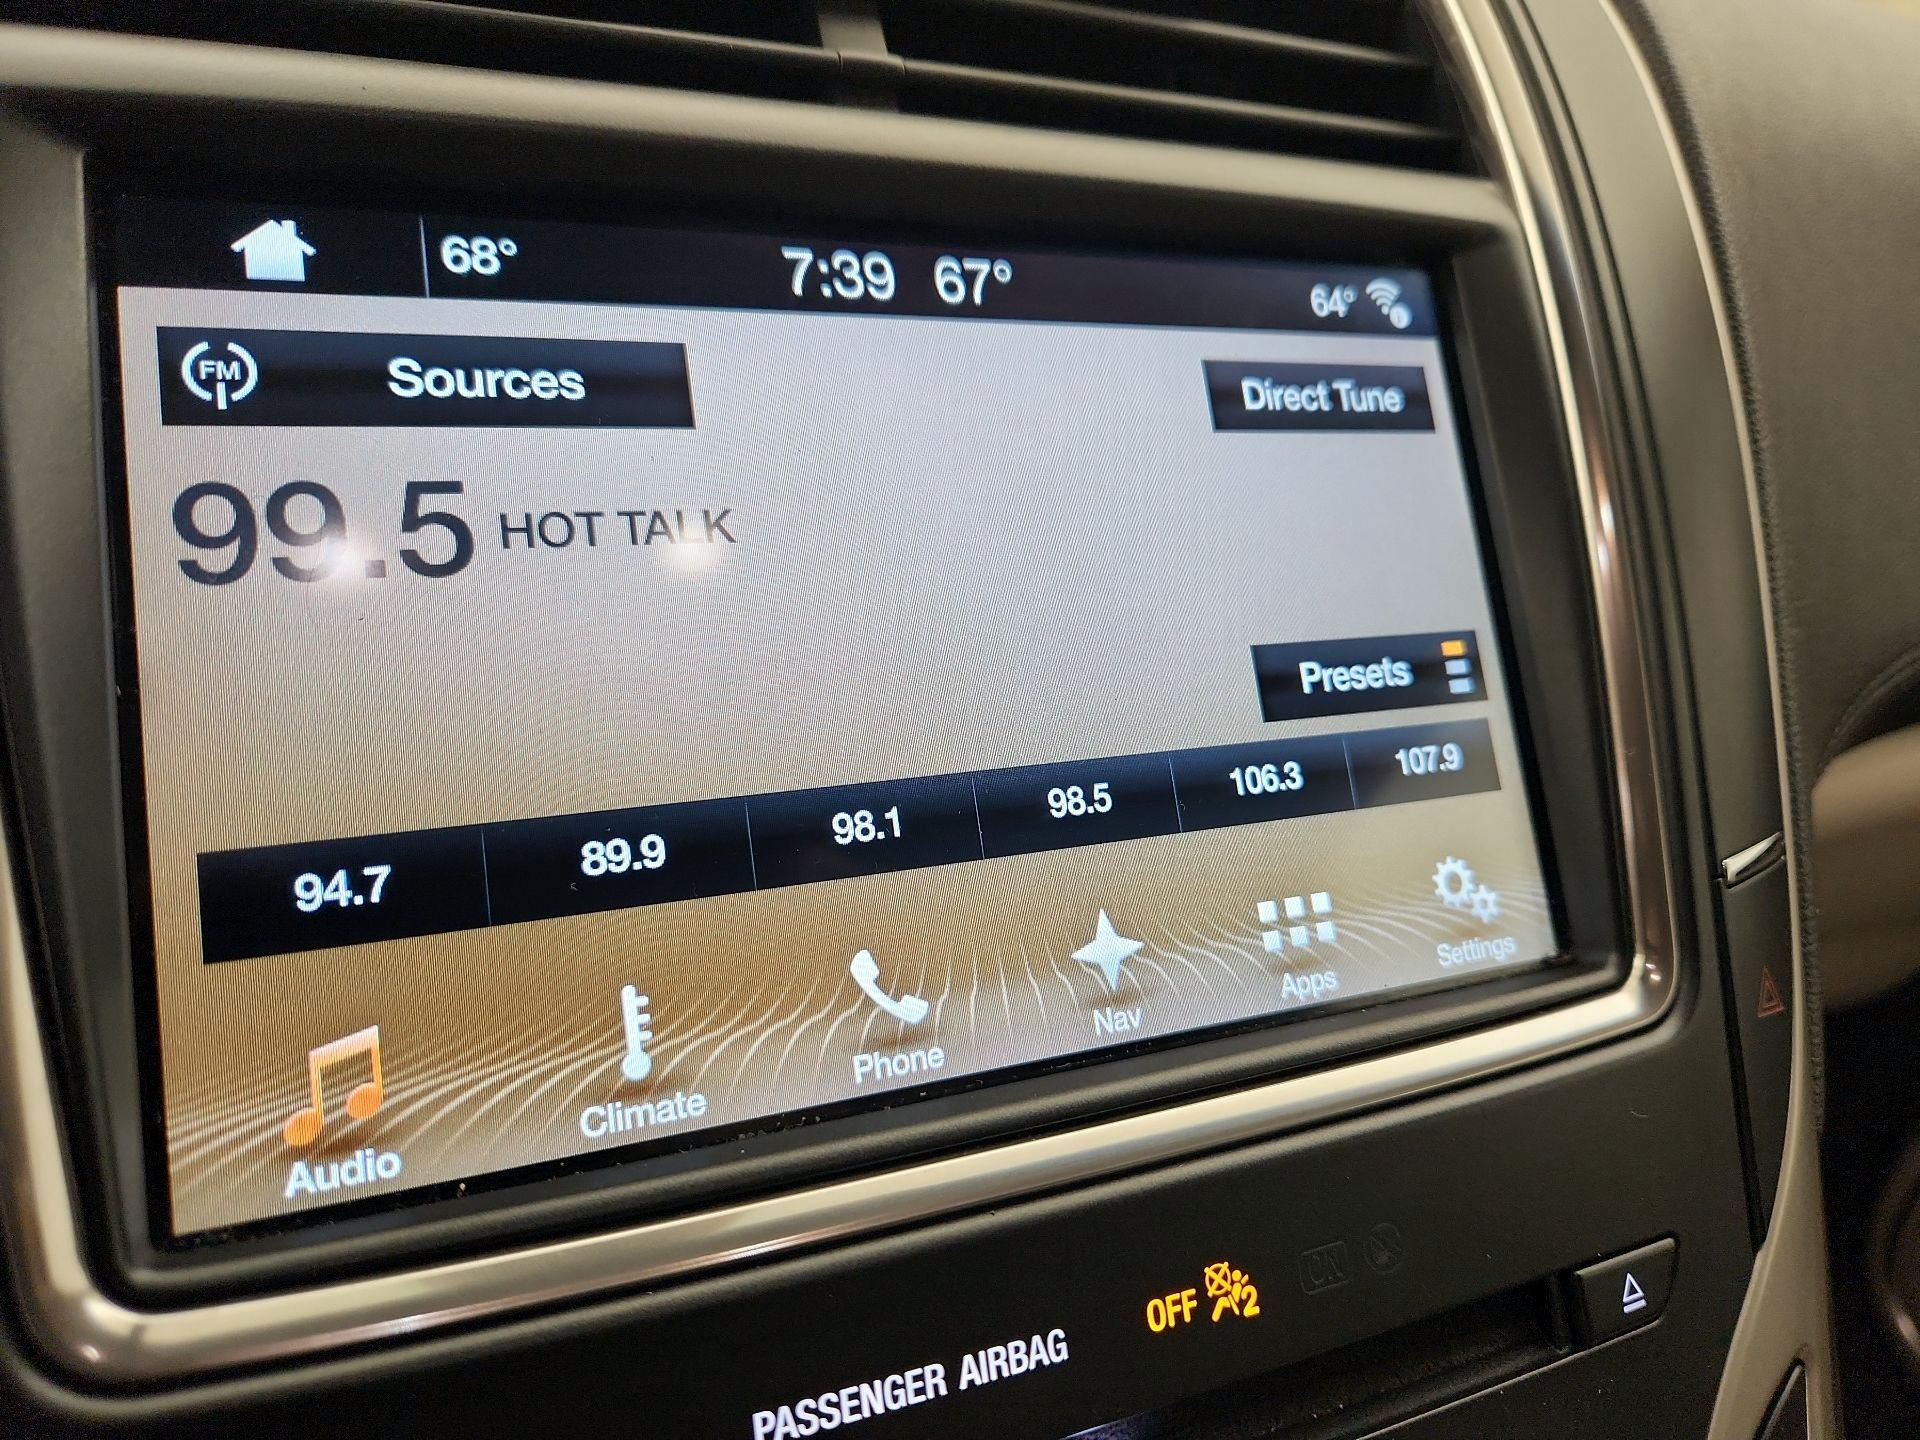 68° 7:39 67° 64°
FM Sources Direct Tune
99.5 HOT TALK
Presets
94.7 89.9 98.1 98.5 106.3 107.9
Audio Climate Phone Nav Apps Settings
OFF 2 ON
PASSENGER AIRBAG